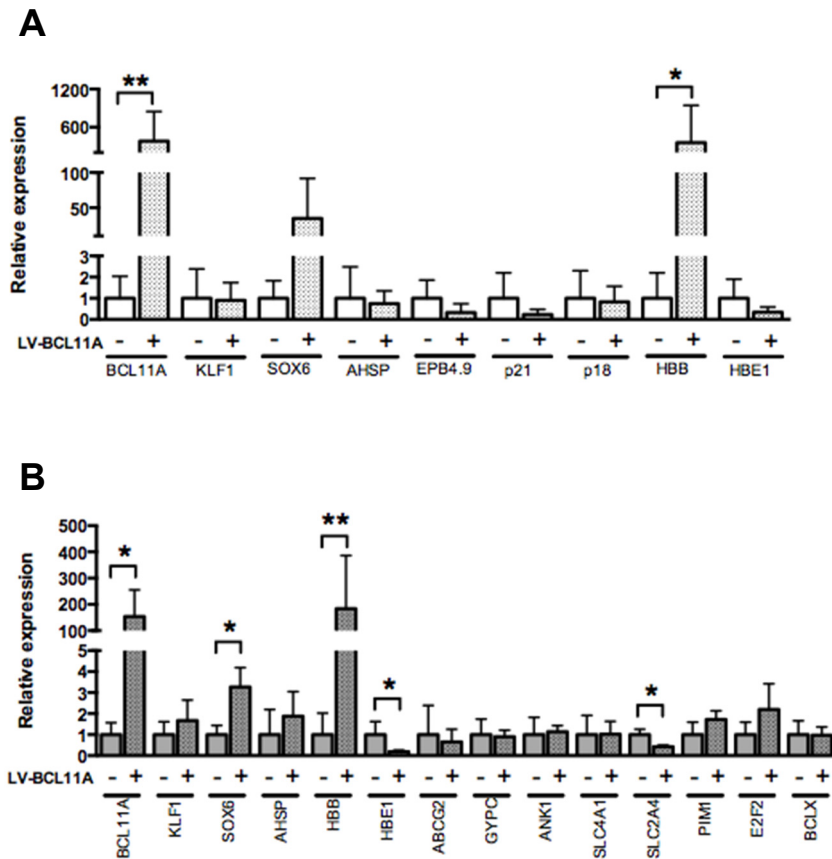 A
** *
1200
600
100
50
3
2
1
0
Relative expression
LV-BCL11A - + - + - + - + - + - + - + - + - +
BCL11A KLF1 SOX6 AHSP EPB4.9 p21 p18 HBB HBE1
B
500
400
300
200
100
5
4
3
2
1
0
Relative expression
* * ** * *
LV-BCL11A - + - + - + - + - + - + - + - + - + - + - + - + - + - +
BCL11A KLF1 SOX6 AHSP HBB HBE1 ABCG2 GYPC ANK1 SLC4A1 SLC2A4 PIM1 E2F2 BCLX